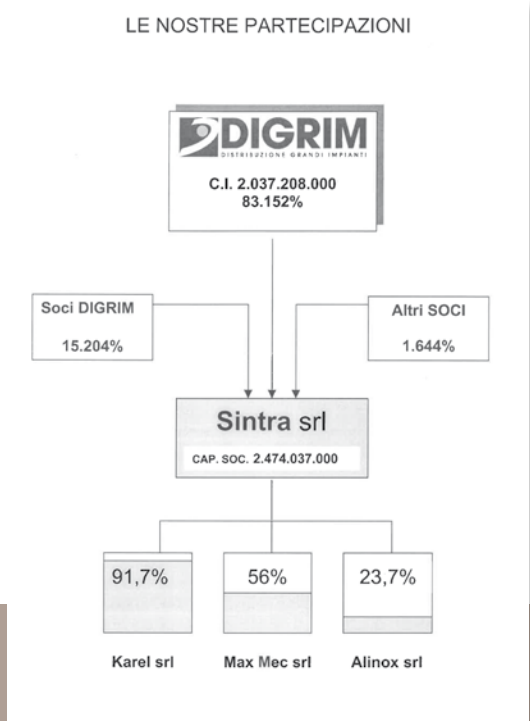 LE NOSTRE PARTECIPAZIONI
DIGRIM
DISTRIBUZIONE GRANDI IMPIANTI
C.I. 2.037.208.000
83.152%
Soci DIGRIM
15.204%
Altri SOCI
1.644%
Sintra srl
CAP. SOC. 2.474.037.000
91,7%
56%
23,7%
Karel srl
Max Mec srl
Alinox srl